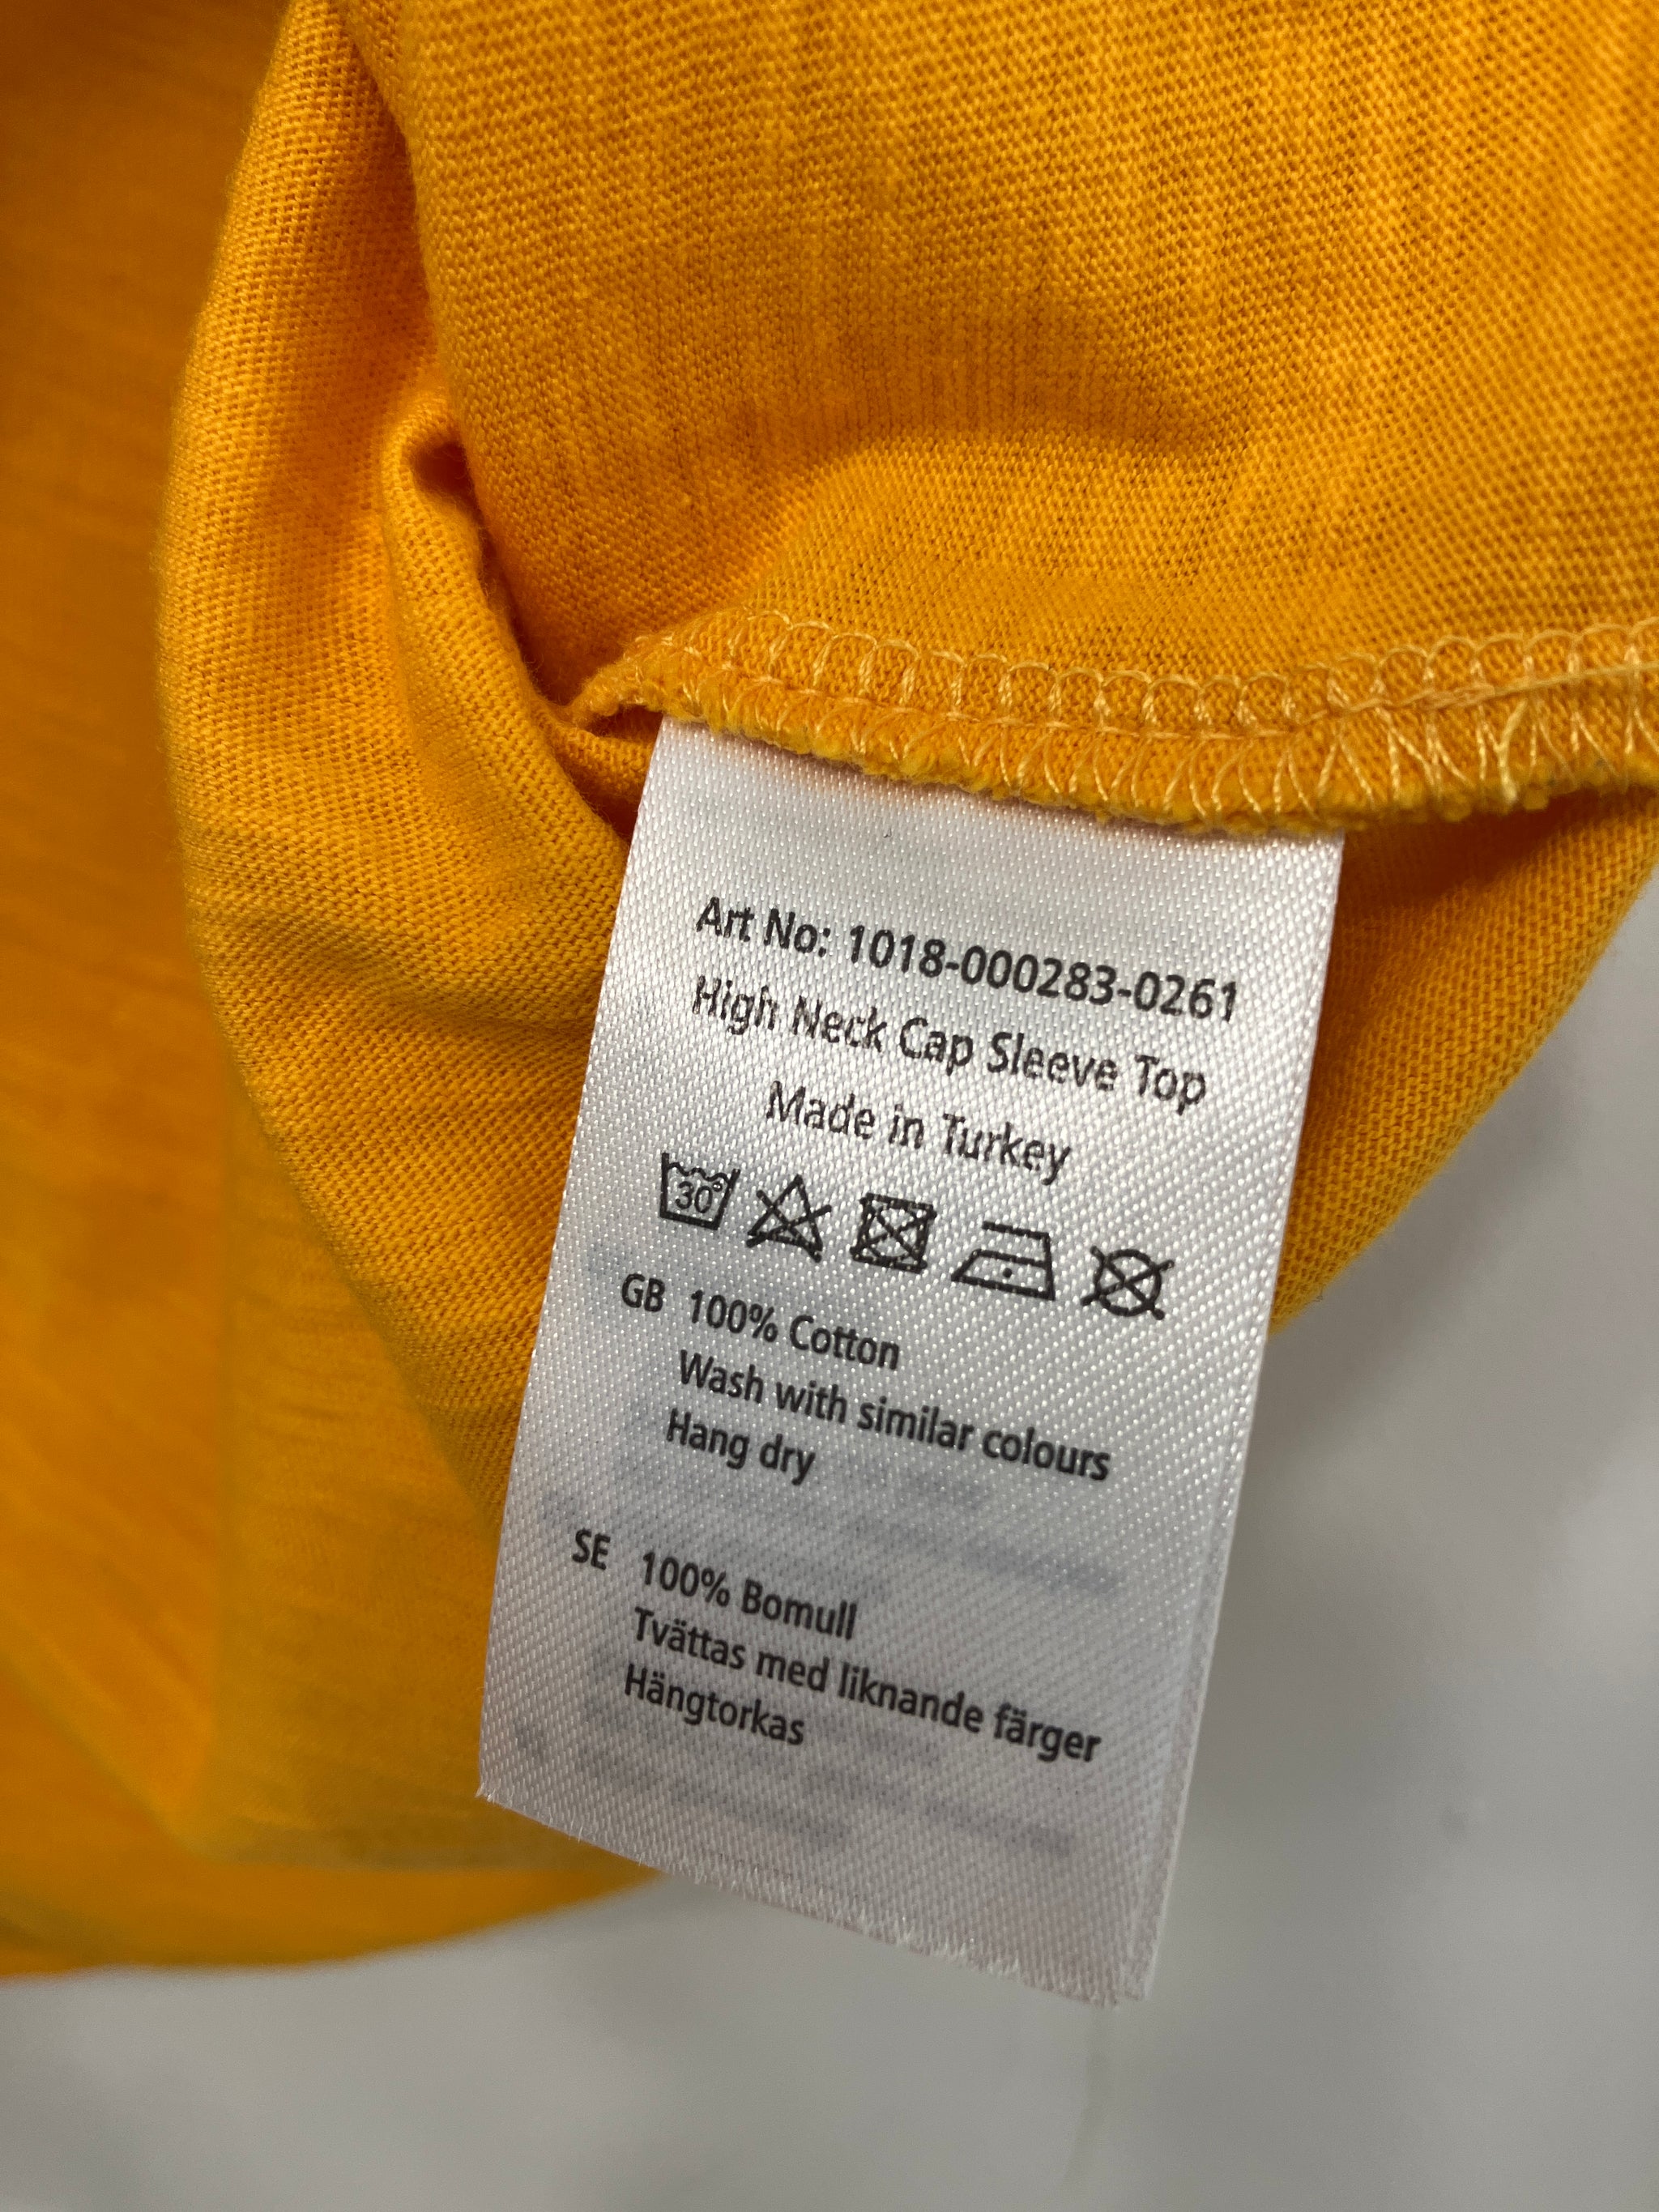 Art No: 1018-000283-0261
High Neck Cap Sleeve Top
Made in Turkey
30°
GB 100% Cotton
Wash with similar colours
Hang dry
SE 100% Bomull
Tvättas med liknande färger
Hängtorkas